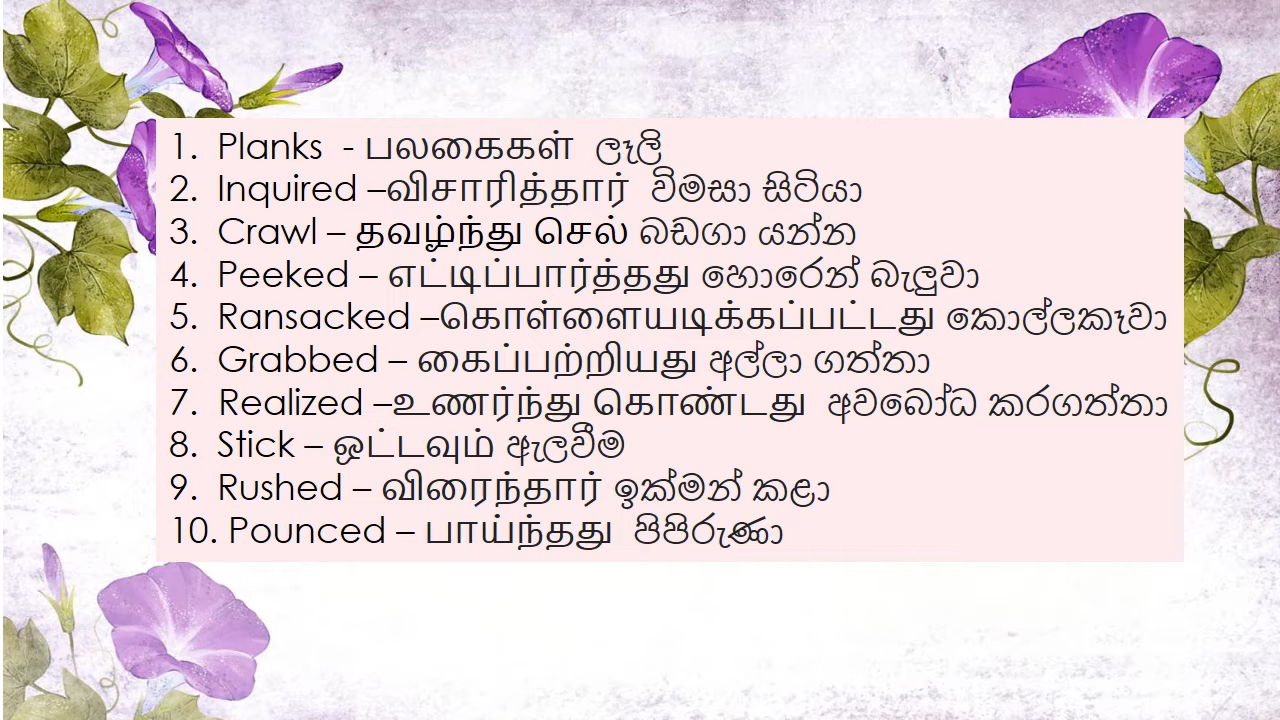 1. Planks - பலகைகள் ලෑලි
2. Inquired –விசாரித்தார் විමසා සිටියා
3. Crawl – தவழ்ந்து செல் බඩගා යන්න
4. Peeked – எட்டிப்பார்த்தது හොරෙන් බැලුවා
5. Ransacked –கொள்ளையடிக்கப்பட்டது කොල්ලකෑවා
6. Grabbed – கைப்பற்றியது අල්ලා ගත්තා
7. Realized –உணர்ந்து கொண்டது අවබෝධ කරගත්තා
8. Stick – ஒட்டவும் ඇලවීම
9. Rushed – விரைந்தார் ඉක්මන් කළා
10. Pounced – பாய்ந்தது පිපිරුණා